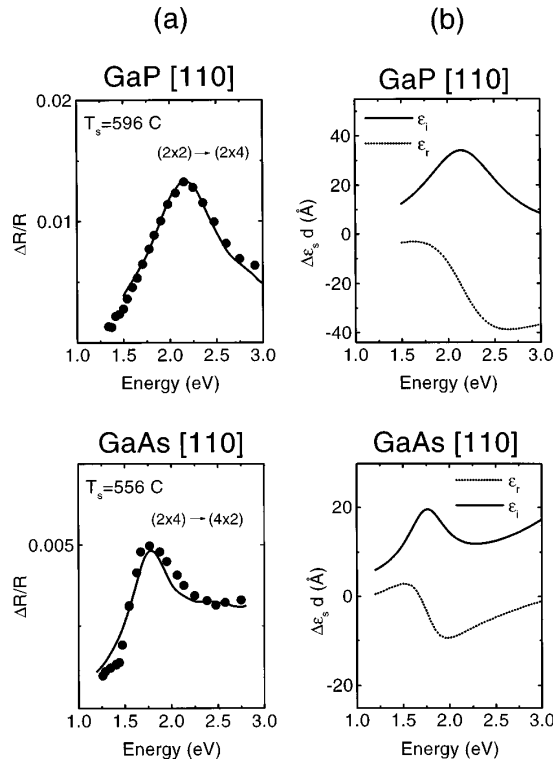 (a)
(b)
GaP [110]
GaP [110]
0.02
0.01
ΔR/R
T_s=596 C
(2x2) → (2x4)
1.0 1.5 2.0 2.5 3.0
Energy (eV)
40
20
0
-20
-40
Δε_s d (Å)
ε_i
ε_r
1.0 1.5 2.0 2.5 3.0
Energy (eV)
GaAs [110]
GaAs [110]
0.005
ΔR/R
T_s=556 C
(2x4) → (4x2)
1.0 1.5 2.0 2.5 3.0
Energy (eV)
20
0
-20
Δε_s d (Å)
ε_r
ε_i
1.0 1.5 2.0 2.5 3.0
Energy (eV)